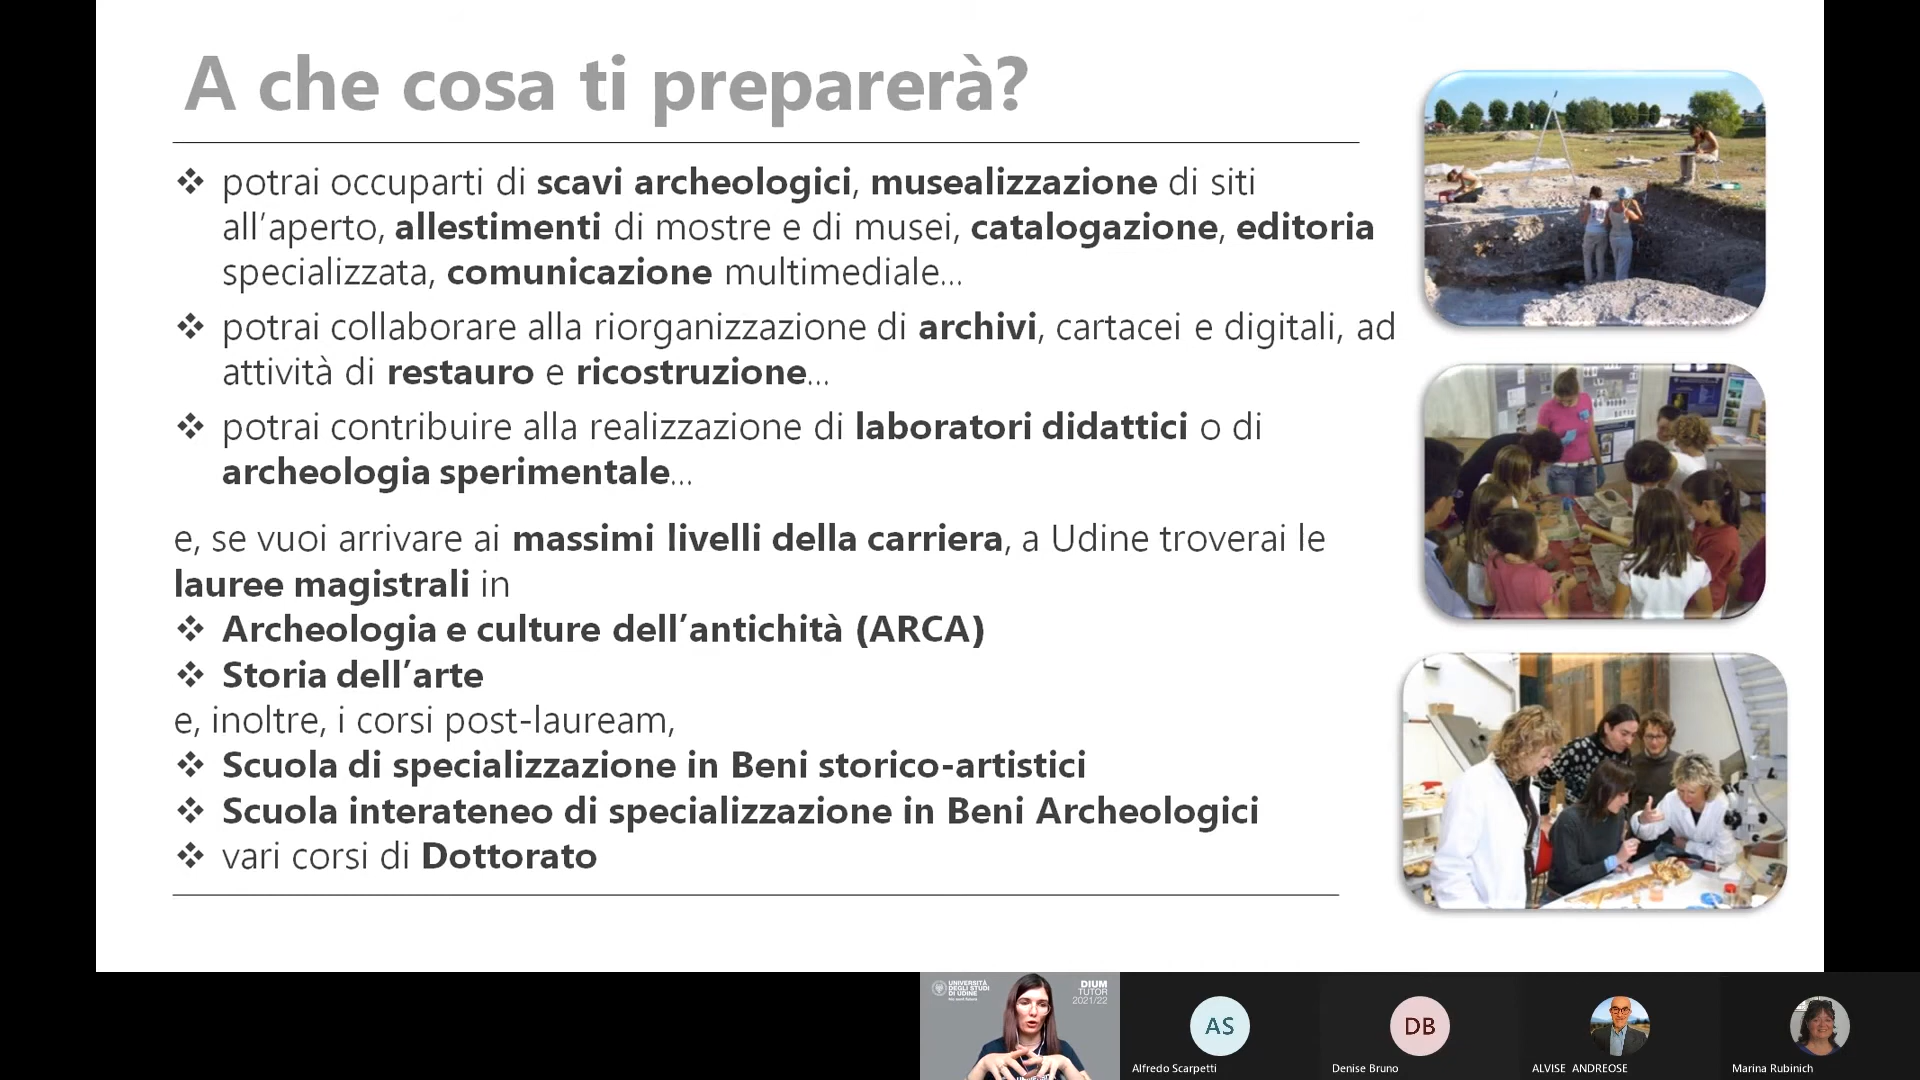 A che cosa ti preparerà?
❖ potrai occuparti di scavi archeologici, musealizzazione di siti
all’aperto, allestimenti di mostre e di musei, catalogazione, editoria
specializzata, comunicazione multimediale...
❖ potrai collaborare alla riorganizzazione di archivi, cartacei e digitali, ad
attività di restauro e ricostruzione...
❖ potrai contribuire alla realizzazione di laboratori didattici o di
archeologia sperimentale...
e, se vuoi arrivare ai massimi livelli della carriera, a Udine troverai le
lauree magistrali in
❖ Archeologia e culture dell’antichità (ARCA)
❖ Storia dell’arte
e, inoltre, i corsi post-lauream,
❖ Scuola di specializzazione in Beni storico-artistici
❖ Scuola interateneo di specializzazione in Beni Archeologici
❖ vari corsi di Dottorato
UNIVERSITÀ
DEGLI STUDI
DI UDINE
DIUM
TUTOR
2021/22
AS
DB
Alfredo Scarpetti
Denise Bruno
ALVISE ANDREOSE
Marina Rubinich